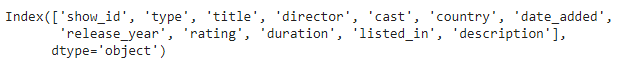 Index(['show_id', 'type', 'title', 'director', 'cast', 'country', 'date_added',
       'release_year', 'rating', 'duration', 'listed_in', 'description'],
      dtype='object')